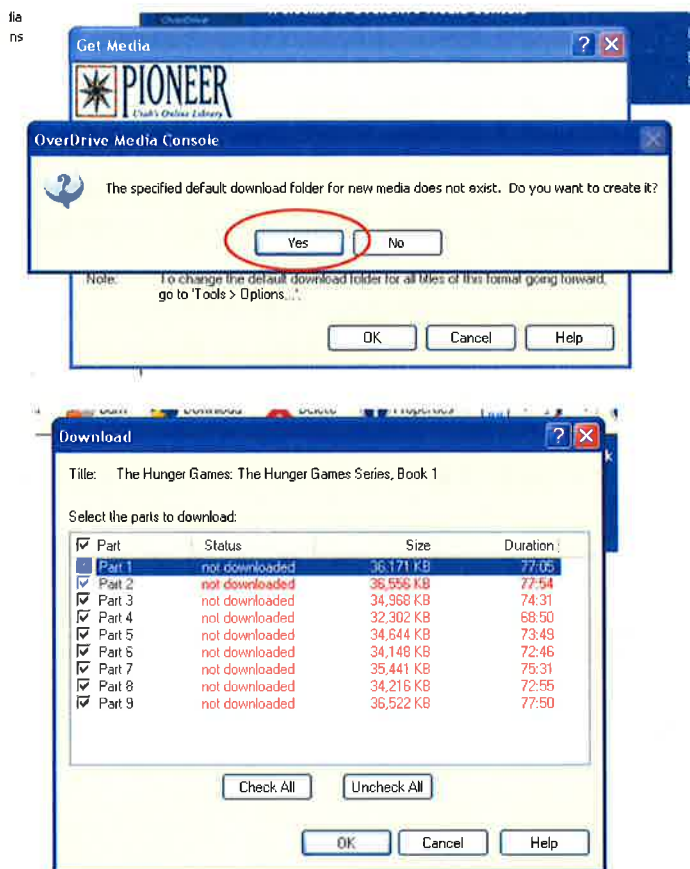 dia
ns
OverDrive
Get Media
PIONEER
Utah's Online Library
OverDrive Media Console
The specified default download folder for new media does not exist. Do you want to create it?
Yes No
Note: To change the default download folder for all titles of this format going forward,
go to 'Tools > Options...'.
OK Cancel Help
Burn Download Delete Properties
Download
k
Title: The Hunger Games: The Hunger Games Series, Book 1
Select the parts to download:
Part Status Size Duration
Part 1 not downloaded 36,171 KB 77:05
Part 2 not downloaded 36,556 KB 77:54
Part 3 not downloaded 34,968 KB 74:31
Part 4 not downloaded 32,302 KB 68:50
Part 5 not downloaded 34,644 KB 73:49
Part 6 not downloaded 34,148 KB 72:46
Part 7 not downloaded 35,441 KB 75:31
Part 8 not downloaded 34,216 KB 72:55
Part 9 not downloaded 36,522 KB 77:50
Check All Uncheck All
OK Cancel Help